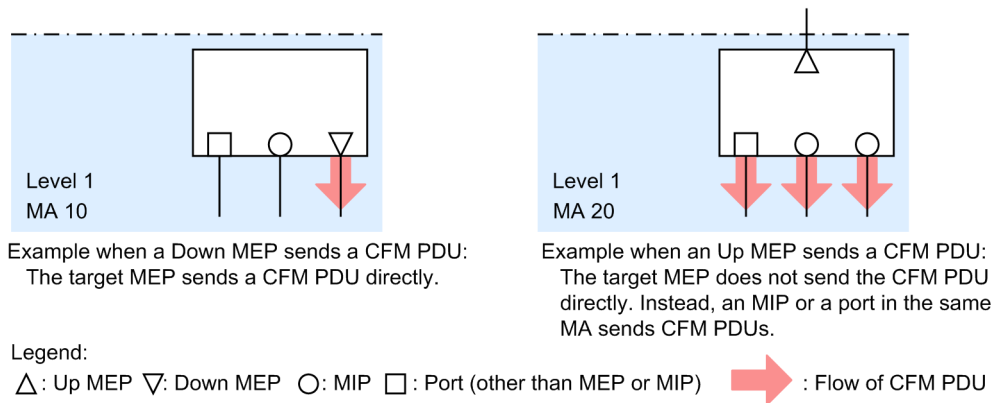 Level 1
MA 10
Example when a Down MEP sends a CFM PDU:
The target MEP sends a CFM PDU directly.
Level 1
MA 20
Example when an Up MEP sends a CFM PDU:
The target MEP does not send the CFM PDU
directly. Instead, an MIP or a port in the same
MA sends CFM PDUs.
Legend:
△: Up MEP ▽: Down MEP ○: MIP □: Port (other than MEP or MIP) : Flow of CFM PDU